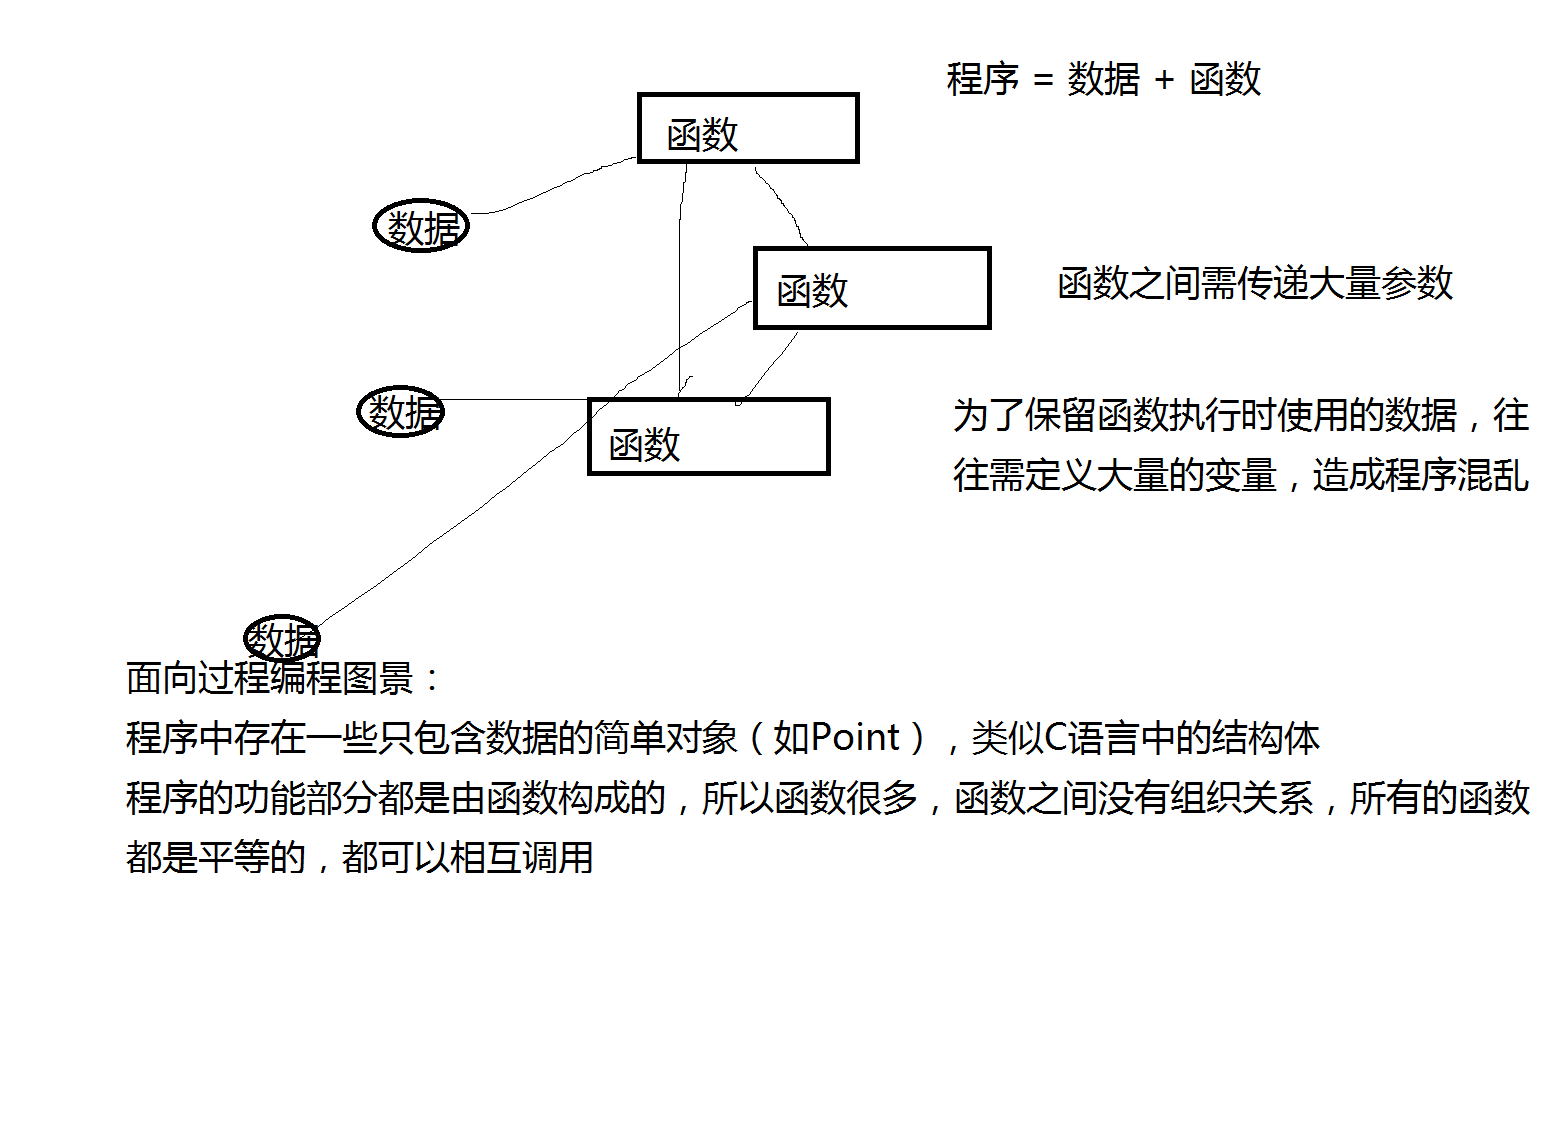 程序 = 数据 + 函数
函数
数据
函数
函数之间需传递大量参数
数据
函数
为了保留函数执行时使用的数据，往
往需定义大量的变量，造成程序混乱
数据
面向过程编程图景：
程序中存在一些只包含数据的简单对象（如Point），类似C语言中的结构体
程序的功能部分都是由函数构成的，所以函数很多，函数之间没有组织关系，所有的函数
都是平等的，都可以相互调用